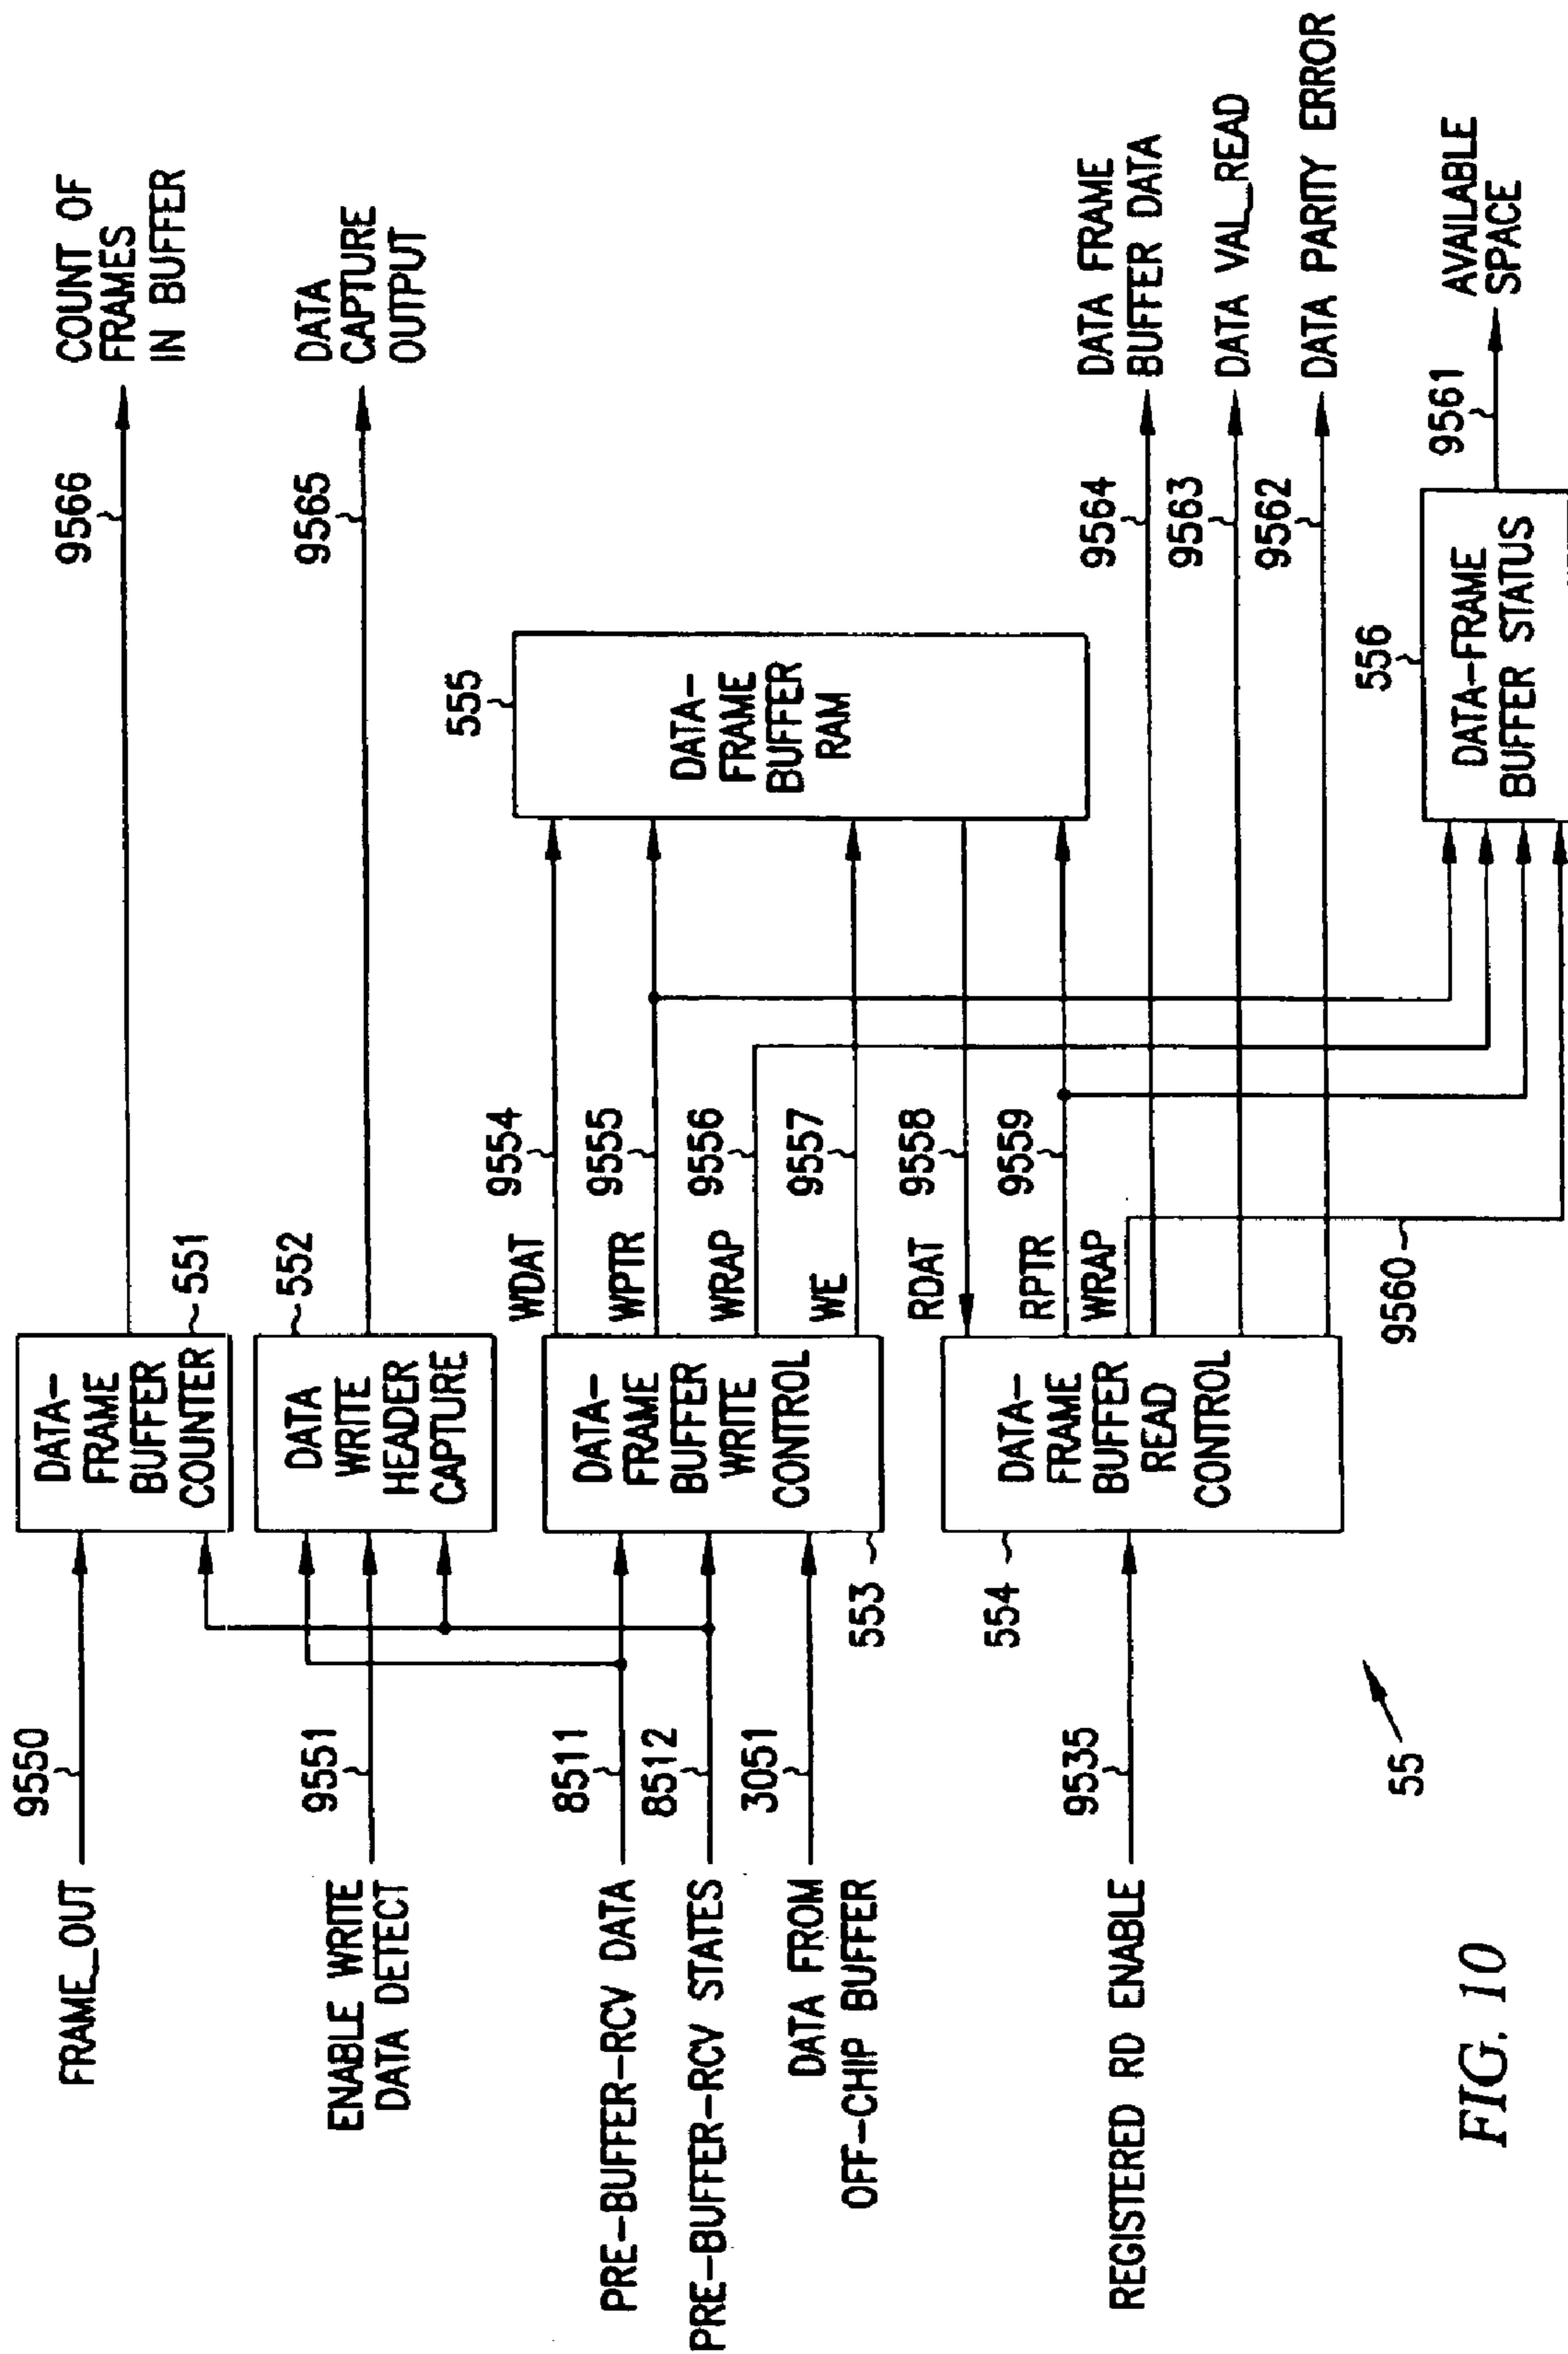 FRAME_OUT
9550
DATA-
FRAME
BUFFER
COUNTER
551
9566
COUNT OF
FRAMES
IN BUFFER
ENABLE WRITE
DATA DETECT
9551
DATA
WRITE
HEADER
CAPTURE
552
9565
DATA
CAPTURE
OUTPUT
PRE-BUFFER-RCV DATA
8511
PRE-BUFFER-RCV STATES
8512
DATA FROM
OFF-CHIP BUFFER
3051
DATA-
FRAME
BUFFER
WRITE
CONTROL
553
WDAT
9554
WPTR
9555
WRAP
9556
WE
9557
555
DATA-
FRAME
BUFFER
RAM
REGISTERED RD ENABLE
9535
554
DATA-
FRAME
BUFFER
READ
CONTROL
RDAT
9558
RPTR
9559
WRAP
9560
9564
DATA FRAME
BUFFER DATA
9563
DATA VAL_READ
9562
DATA PARITY ERROR
556
DATA-FRAME
BUFFER STATUS
9561
AVAILABLE
SPACE
55
FIG. 10